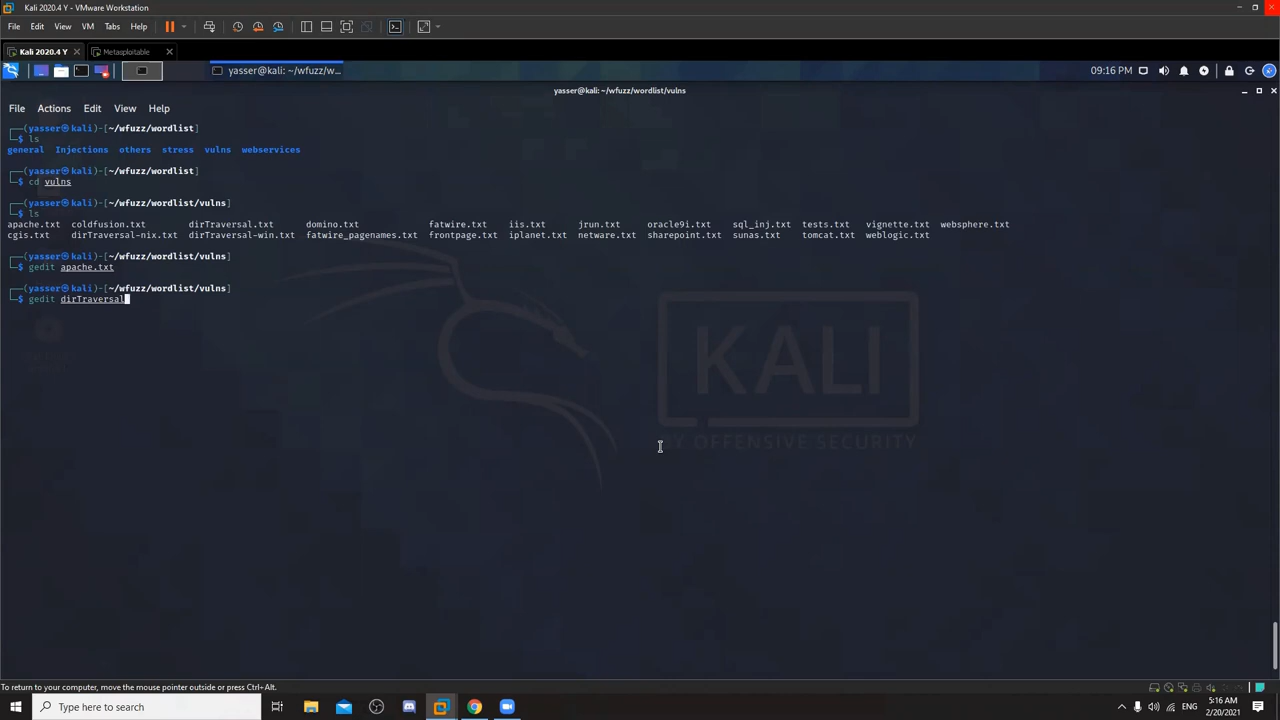 Kali 2020.4 Y - VMware Workstation
File Edit View VM Tabs Help
Kali 2020.4 Y Metasploitable
yasser@kali: ~/wfuzz/w... 09:16 PM
yasser@kali: ~/wfuzz/wordlist/vulns
File Actions Edit View Help
┌──(yasser㉿kali)-[~/wfuzz/wordlist]
└─$ ls
general Injections others stress vulns webservices
┌──(yasser㉿kali)-[~/wfuzz/wordlist]
└─$ cd vulns
┌──(yasser㉿kali)-[~/wfuzz/wordlist/vulns]
└─$ ls
apache.txt coldfusion.txt dirTraversal.txt domino.txt fatwire.txt iis.txt jrun.txt oracle9i.txt sql_inj.txt tests.txt vignette.txt websphere.txt
cgis.txt dirTraversal-nix.txt dirTraversal-win.txt fatwire_pagenames.txt frontpage.txt iplanet.txt netware.txt sharepoint.txt sunas.txt tomcat.txt weblogic.txt
┌──(yasser㉿kali)-[~/wfuzz/wordlist/vulns]
└─$ gedit apache.txt
┌──(yasser㉿kali)-[~/wfuzz/wordlist/vulns]
└─$ gedit dirTraversal
KALI
BY OFFENSIVE SECURITY
To return to your computer, move the mouse pointer outside or press Ctrl+Alt.
Type here to search
ENG
5:16 AM
2/20/2021